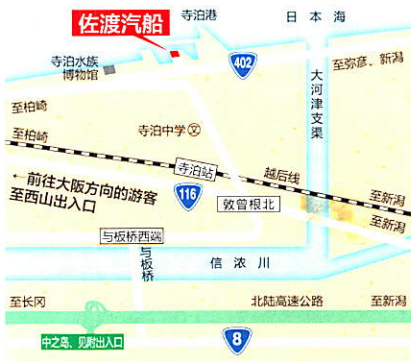 佐渡汽船
寺泊港
日本海
寺泊水族
博物馆
402
至弥彦、新潟
大河津支渠
至柏崎
至柏崎
寺泊中学文
寺泊站
越后线
←前往大阪方向的游客
至西山出入口
116
敦曽根北
至新潟
至新潟
与板桥西端
与板桥
信浓川
至长冈
北陆高速公路
至新潟
中之岛、见附出入口
8